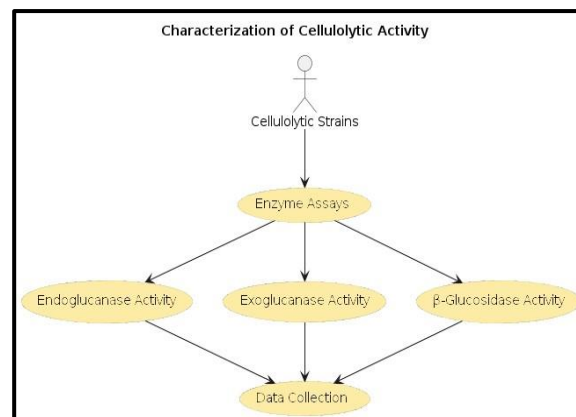 Characterization of Cellulolytic Activity
Cellulolytic Strains
Enzyme Assays
Endoglucanase Activity
Exoglucanase Activity
β-Glucosidase Activity
Data Collection